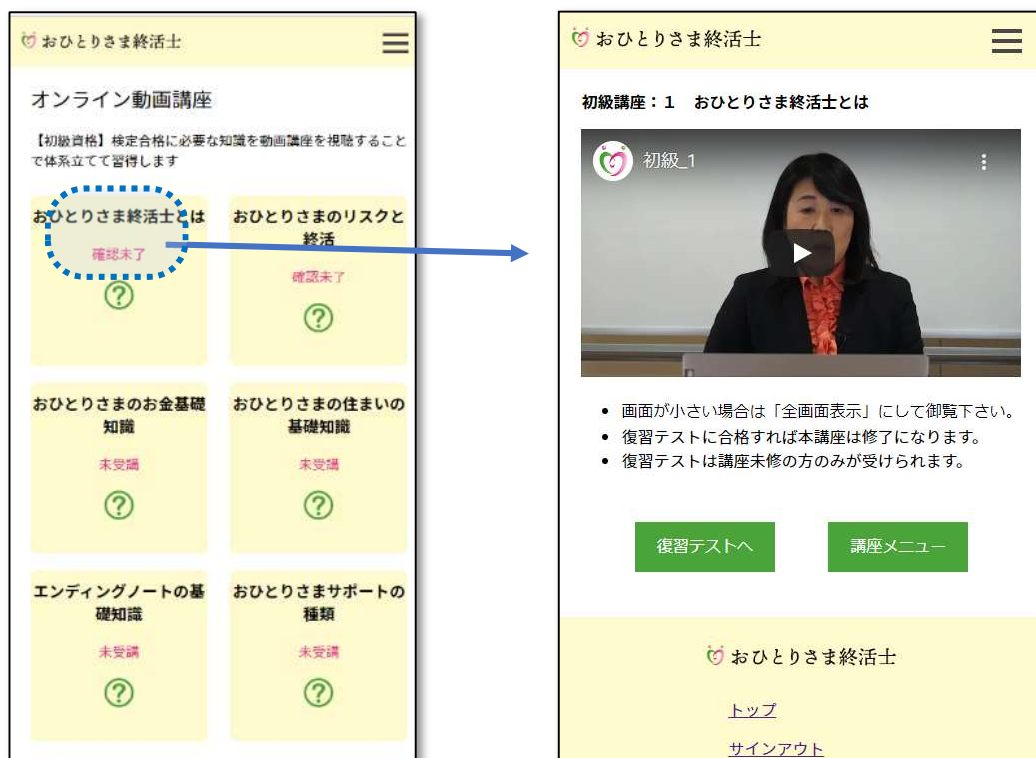 おひとりさま終活士
オンライン動画講座
【初級資格】検定合格に必要な知識を動画講座を視聴すること
で体系立てて習得します
おひとりさま終活士とは
確認未了
おひとりさまのリスクと
終活
確認未了
おひとりさまのお金基礎
知識
未受講
おひとりさまの住まいの
基礎知識
未受講
エンディングノートの基
礎知識
未受講
おひとりさまサポートの
種類
未受講
おひとりさま終活士
初級講座：１　おひとりさま終活士とは
初級_1
• 画面が小さい場合は「全画面表示」にして御覧下さい。
• 復習テストに合格すれば本講座は修了になります。
• 復習テストは講座未修の方のみが受けられます。
復習テストへ
講座メニュー
おひとりさま終活士
トップ
サインアウト